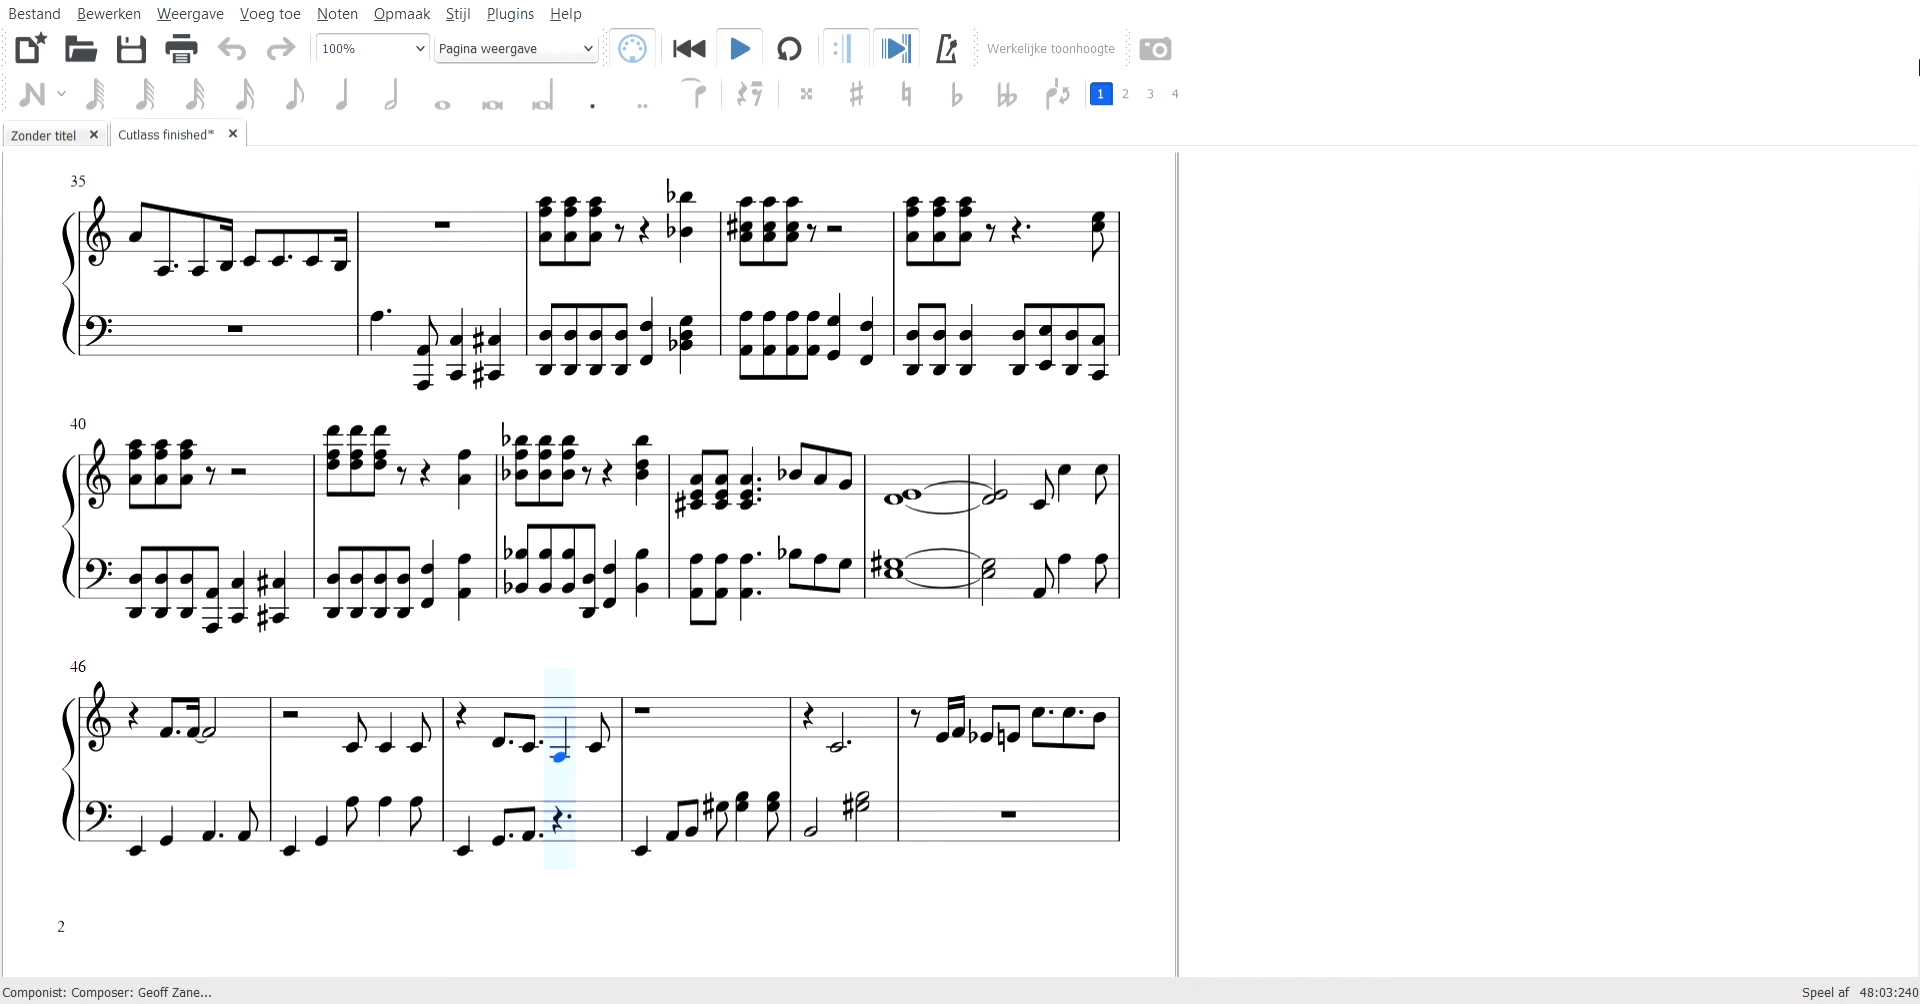 Bestand Bewerken Weergave Voeg toe Noten Opmaak Stijl Plugins Help
100% Pagina weergave Werkelijke toonhoogte
1 2 3 4
Zonder titel Cutlass finished*
35
40
46
2
Componist: Composer: Geoff Zane... Speel af 48:03:240